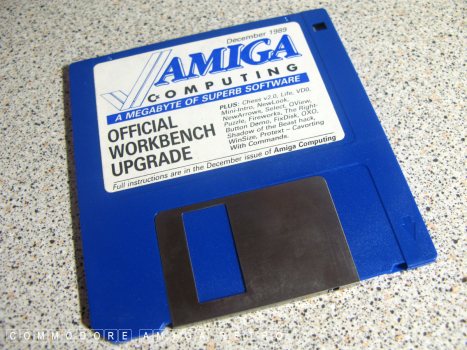 December 1989
AMIGA
COMPUTING
A MEGABYTE OF SUPERB SOFTWARE
OFFICIAL
WORKBENCH
UPGRADE
PLUS: Chess v2.0, Life, VD0,
Mini-Intro, NewLook,
NewArrows, Select, QView,
Puzzle, Fireworks, The Right-
Button Demo, FixDisk, OXO,
Shadow of the Beast hack,
WinSize, Protext – Cavorting
With Commands.
Full instructions are in the December issue of Amiga Computing
COMMODORE AMIGA